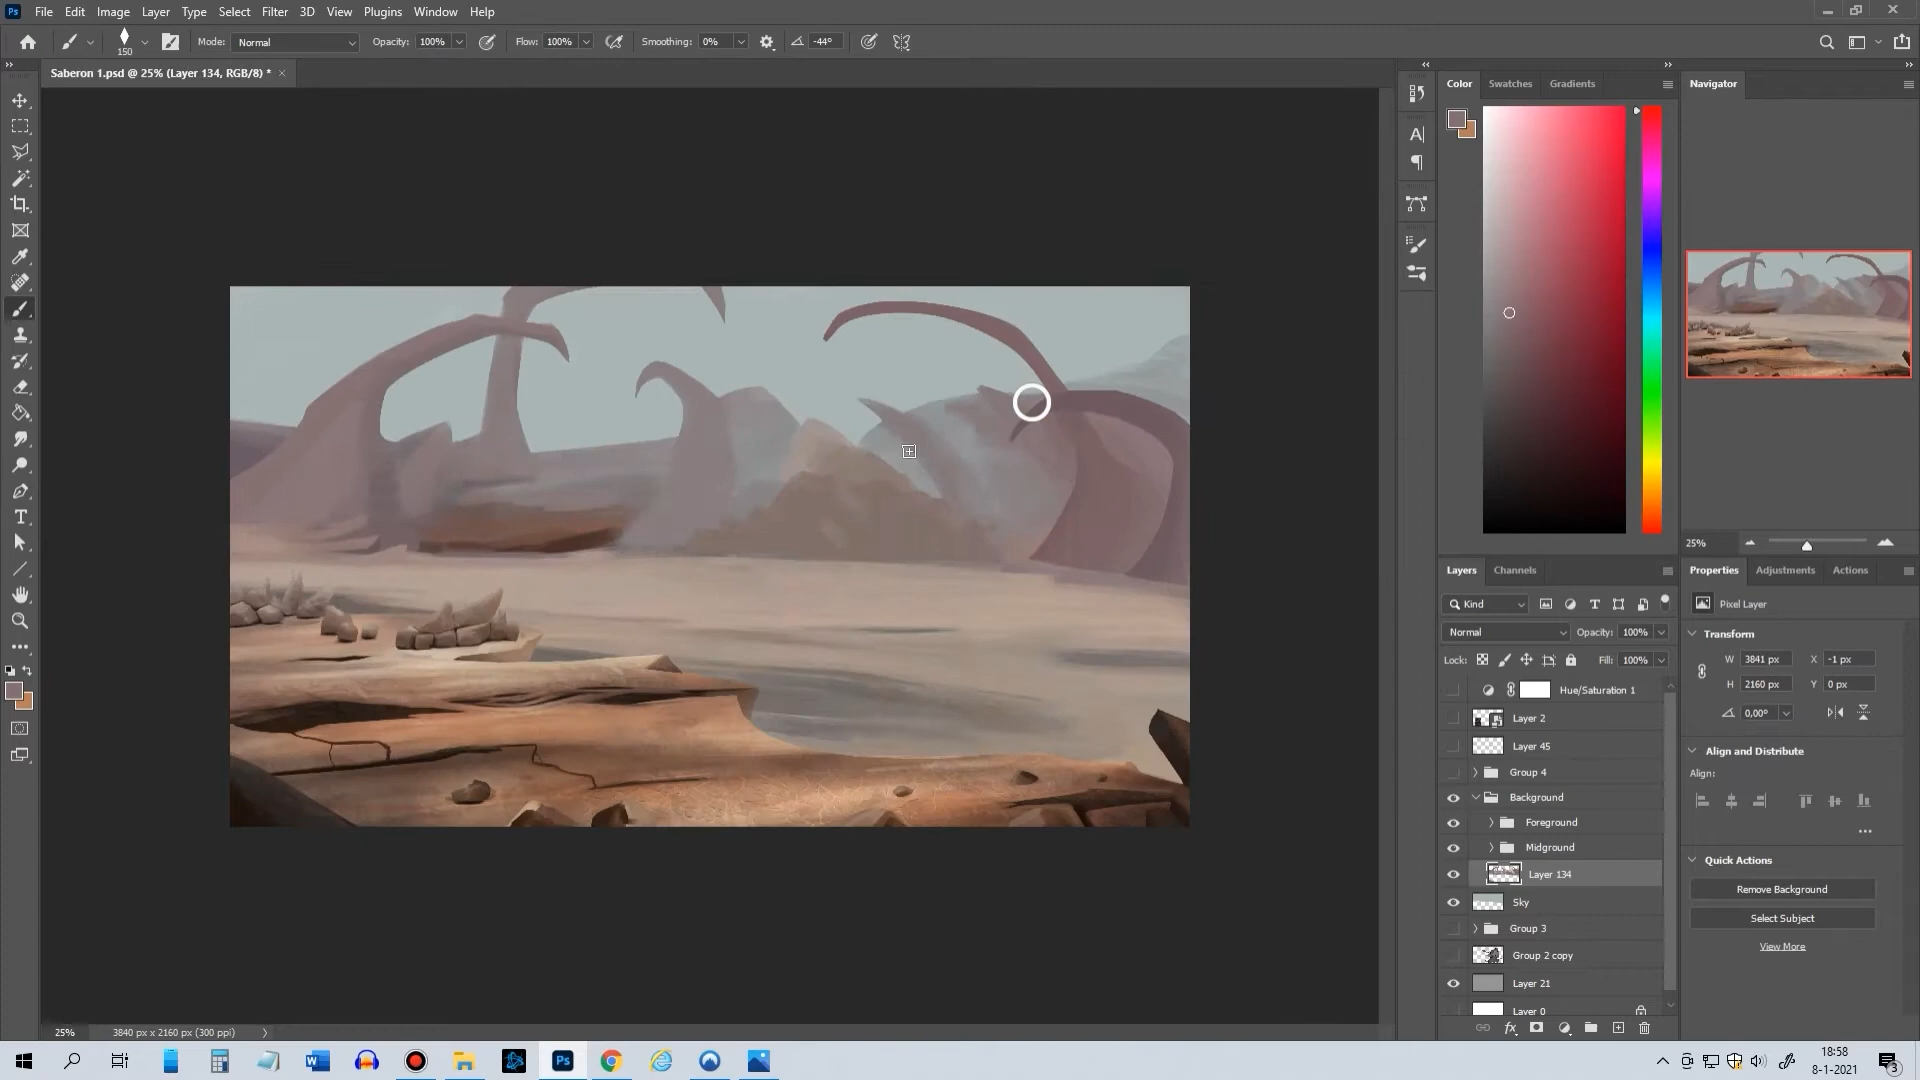 Ps File Edit Image Layer Type Select Filter 3D View Plugins Window Help
150 Mode: Normal Opacity: 100% Flow: 100% Smoothing: 0% -44°
Saberon 1.psd @ 25% (Layer 134, RGB/8) * ×
Color Swatches Gradients
Navigator
25%
Layers Channels
Kind
Normal Opacity: 100%
Lock: Fill: 100%
Hue/Saturation 1
Layer 2
Layer 45
Group 4
Background
Foreground
Midground
Layer 134
Sky
Group 3
Group 2 copy
Layer 21
Layer 0
fx
Properties Adjustments Actions
Pixel Layer
Transform
W 3841 px X -1 px
H 2160 px Y 0 px
0,00°
Align and Distribute
Align:
Quick Actions
Remove Background
Select Subject
View More
25% 3840 px x 2160 px (300 ppi)
Ps
18:58
8-1-2021
3